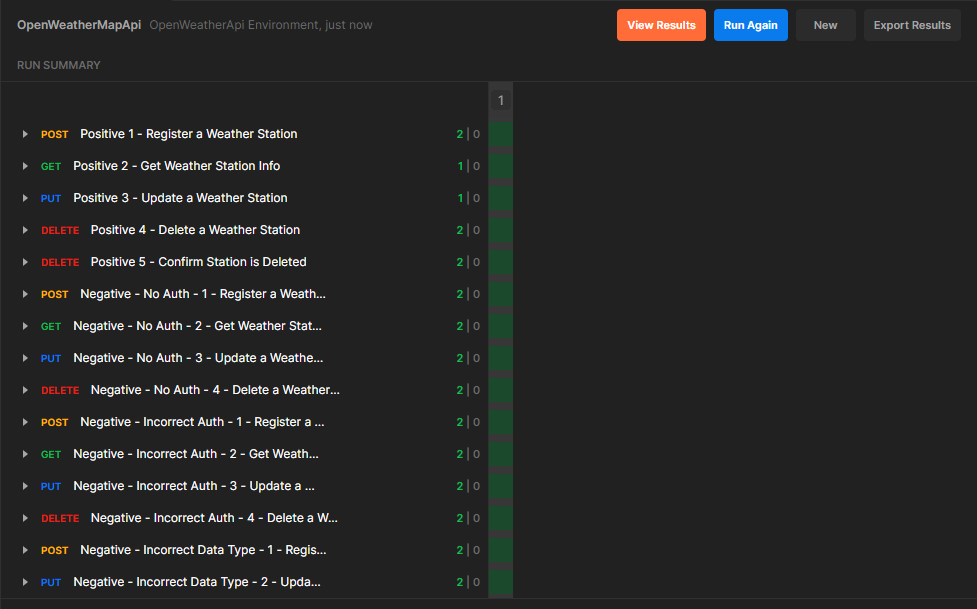 OpenWeatherMapApi OpenWeatherApi Environment, just now View Results Run Again New Export Results
RUN SUMMARY
1
POST Positive 1 - Register a Weather Station 2 | 0
GET Positive 2 - Get Weather Station Info 1 | 0
PUT Positive 3 - Update a Weather Station 1 | 0
DELETE Positive 4 - Delete a Weather Station 2 | 0
DELETE Positive 5 - Confirm Station is Deleted 2 | 0
POST Negative - No Auth - 1 - Register a Weath... 2 | 0
GET Negative - No Auth - 2 - Get Weather Stat... 2 | 0
PUT Negative - No Auth - 3 - Update a Weathe... 2 | 0
DELETE Negative - No Auth - 4 - Delete a Weather... 2 | 0
POST Negative - Incorrect Auth - 1 - Register a ... 2 | 0
GET Negative - Incorrect Auth - 2 - Get Weath... 2 | 0
PUT Negative - Incorrect Auth - 3 - Update a ... 2 | 0
DELETE Negative - Incorrect Auth - 4 - Delete a W... 2 | 0
POST Negative - Incorrect Data Type - 1 - Regis... 2 | 0
PUT Negative - Incorrect Data Type - 2 - Upda... 2 | 0